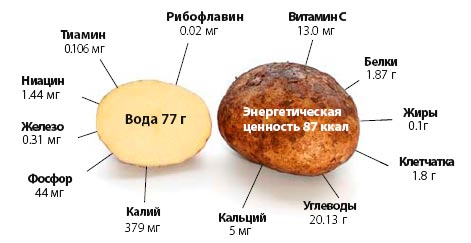 Рибофлавин
0.02 мг
Витамин С
13.0 мг
Тиамин
0.106 мг
Белки
1.87 г
Ниацин
1.44 мг
Вода 77 г
Энергетическая
ценность 87 ккал
Жиры
0.1г
Железо
0.31 мг
Клетчатка
1.8 г
Фосфор
44 мг
Калий
379 мг
Кальций
5 мг
Углеводы
20.13 г